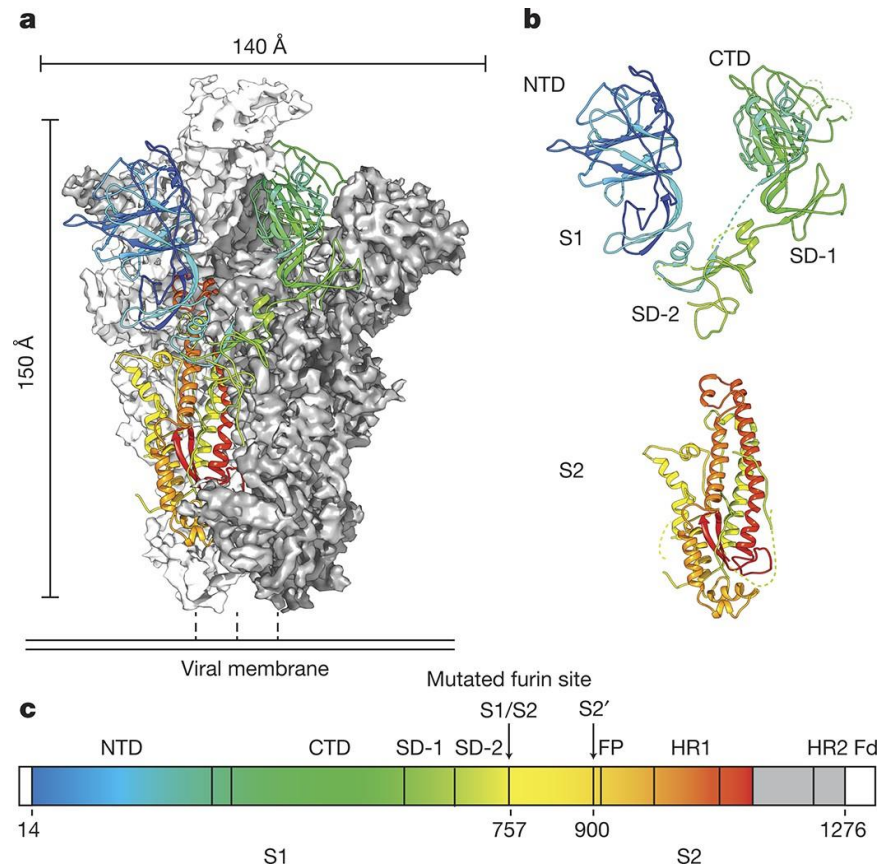 a
140 Å
150 Å
Viral membrane
b
NTD
CTD
S1
SD-1
SD-2
S2
c
Mutated furin site
S1/S2
S2′
NTD
CTD
SD-1
SD-2
FP
HR1
HR2
Fd
14
757
900
1276
S1
S2